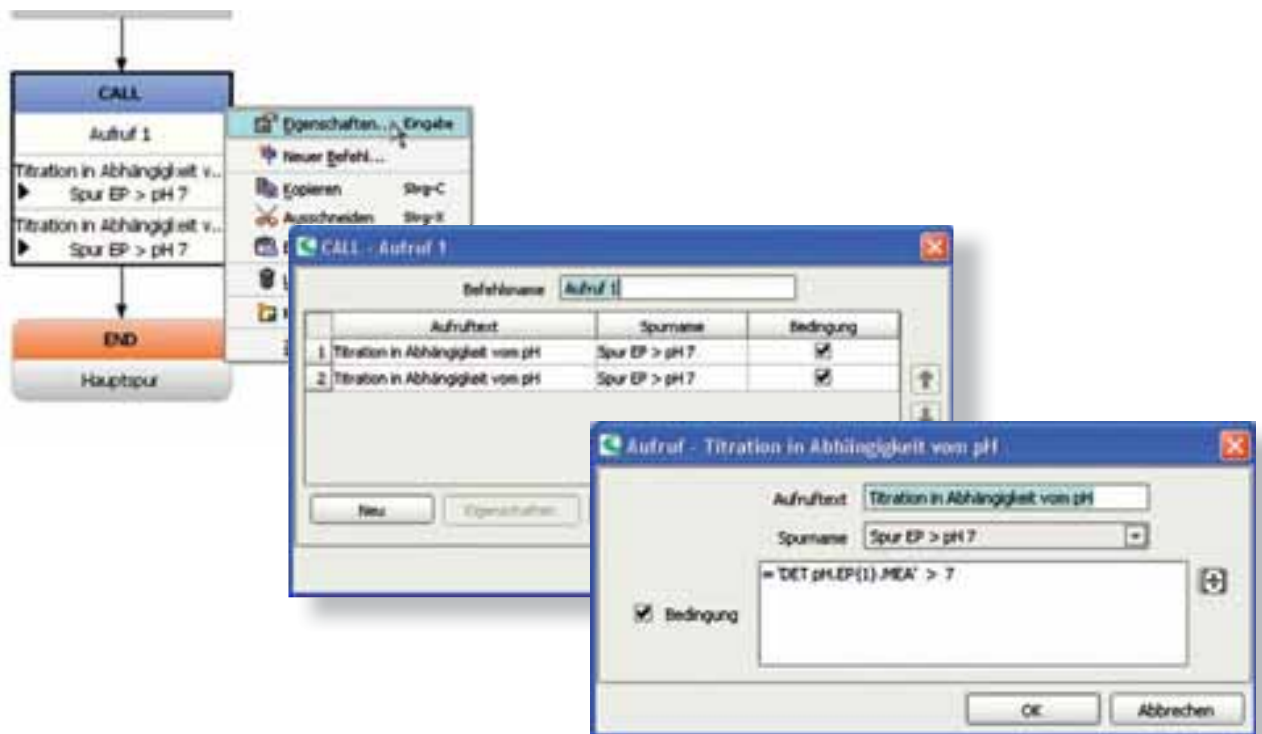 CALL
Aufruf 1
Titration in Abhängigkeit v...
Spur EP > pH 7
Titration in Abhängigkeit v...
Spur EP > pH 7
END
Hauptspur
Eigenschaften... Eingabe
Neuer Befehl...
Kopieren Strg-C
Ausschneiden Strg-X
CALL - Aufruf 1
Befehlsname Aufruf 1
Aufruftext Spurname Bedingung
1 Titration in Abhängigkeit vom pH Spur EP > pH 7
2 Titration in Abhängigkeit vom pH Spur EP > pH 7
Neu Eigenschaften
Aufruf - Titration in Abhängigkeit vom pH
Aufruftext Titration in Abhängigkeit vom pH
Spurname Spur EP > pH 7
Bedingung
= 'DET pH.EP{1}.MEA' > 7
OK Abbrechen